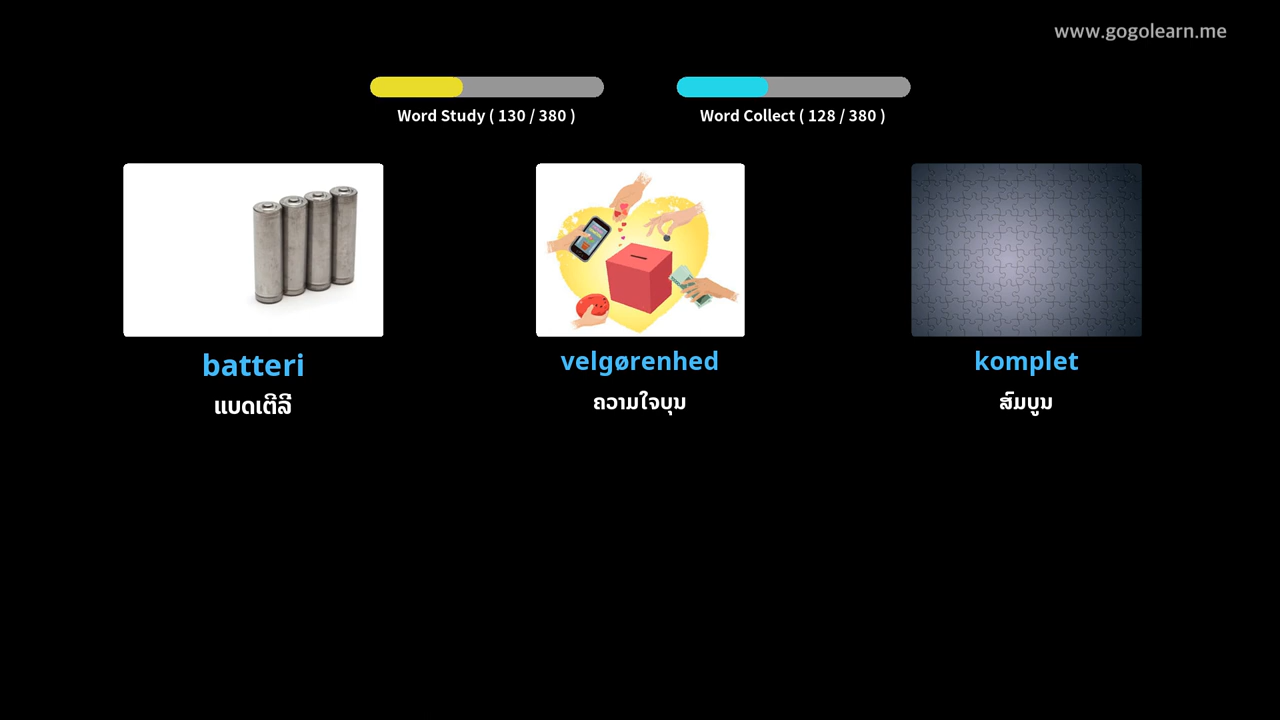 www.gogolearn.me
Word Study ( 130 / 380 )
Word Collect ( 128 / 380 )
batteri
velgørenhed
komplet
ແບດເຕີລີ
ຄວາມໃຈບຸນ
ສົມບູນ